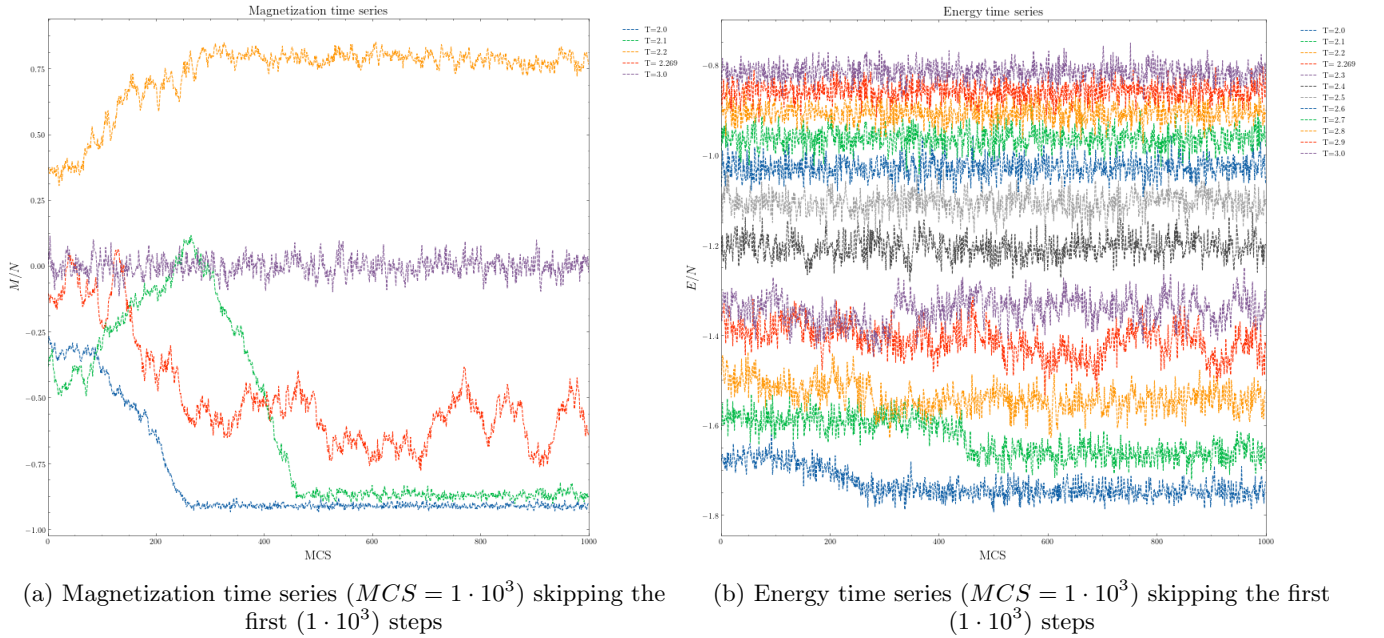 Magnetization time series
M/N
0.75
0.50
0.25
0.00
−0.25
−0.50
−0.75
−1.00
0
200
400
600
800
1000
MCS
T=2.0
T=2.1
T=2.2
T= 2.269
T=3.0
Energy time series
E/N
−0.8
−1.0
−1.2
−1.4
−1.6
−1.8
0
200
400
600
800
1000
MCS
T=2.0
T=2.1
T=2.2
T= 2.269
T=2.3
T=2.4
T=2.5
T=2.6
T=2.7
T=2.8
T=2.9
T=3.0
(a) Magnetization time series (MCS = 1 · 10³) skipping the
first (1 · 10³) steps
(b) Energy time series (MCS = 1 · 10³) skipping the first
(1 · 10³) steps